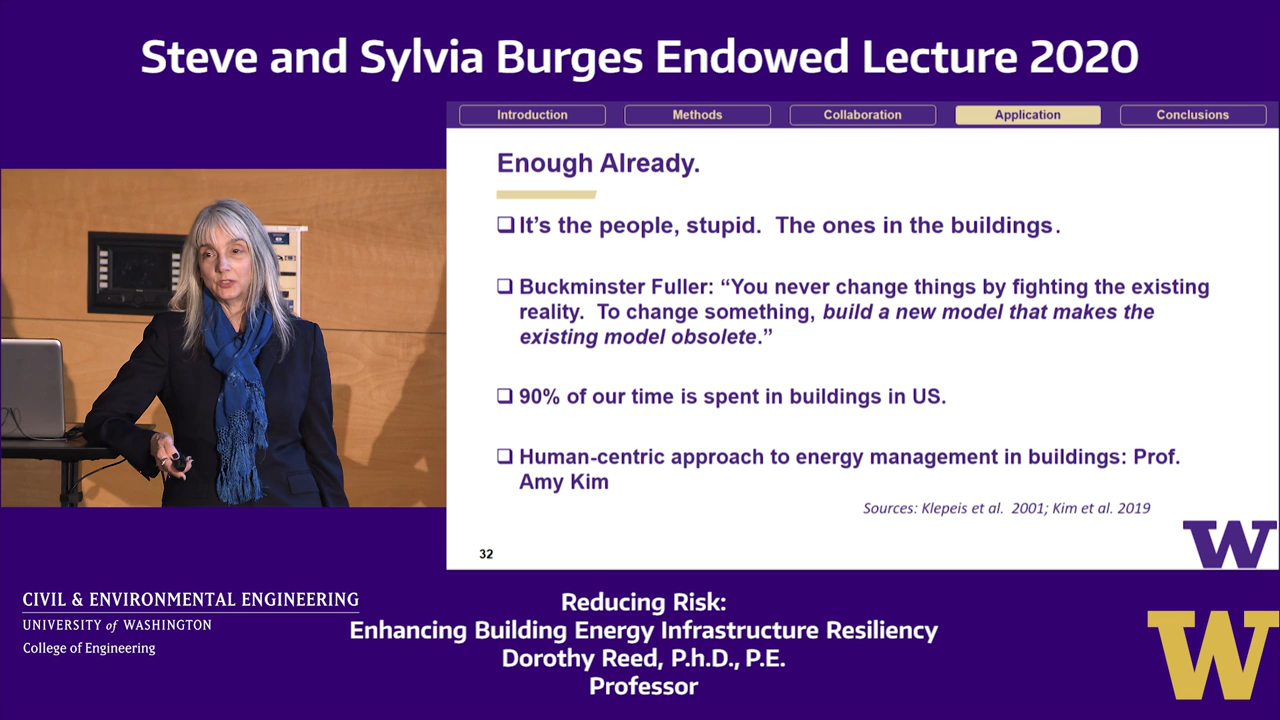 Steve and Sylvia Burges Endowed Lecture 2020
Introduction
Methods
Collaboration
Application
Conclusions
Enough Already.
❑ It's the people, stupid.  The ones in the buildings.
❑ Buckminster Fuller: “You never change things by fighting the existing
reality.  To change something, build a new model that makes the
existing model obsolete.”
❑ 90% of our time is spent in buildings in US.
❑ Human-centric approach to energy management in buildings: Prof.
Amy Kim
Sources: Klepeis et al.  2001; Kim et al. 2019
32
W
CIVIL & ENVIRONMENTAL ENGINEERING
UNIVERSITY of WASHINGTON
College of Engineering
Reducing Risk:
Enhancing Building Energy Infrastructure Resiliency
Dorothy Reed, P.h.D., P.E.
Professor
W